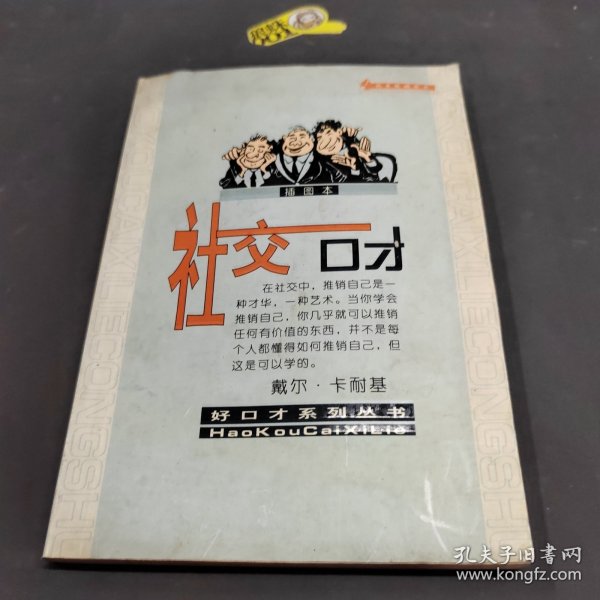 插图本
社交口才
在社交中，推销自己是一
种才华，一种艺术。当你学会
推销自己，你几乎就可以推销
任何有价值的东西，并不是每
个人都懂得如何推销自己，但
这是可以学的。
戴尔·卡耐基
好口才系列丛书
HaoKouCaiXiLie
孔夫子旧书网
www.kongfz.com